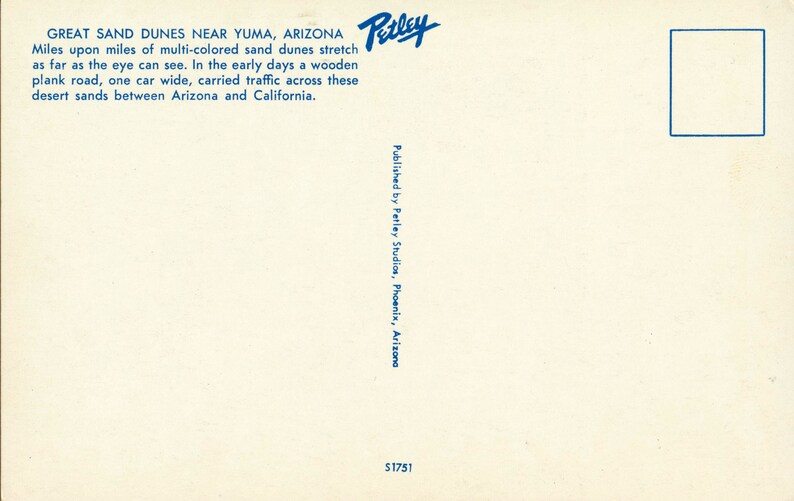 GREAT SAND DUNES NEAR YUMA, ARIZONA
Miles upon miles of multi-colored sand dunes stretch
as far as the eye can see. In the early days a wooden
plank road, one car wide, carried traffic across these
desert sands between Arizona and California.
Petley
Published by Petley Studios, Phoenix, Arizona
S1751